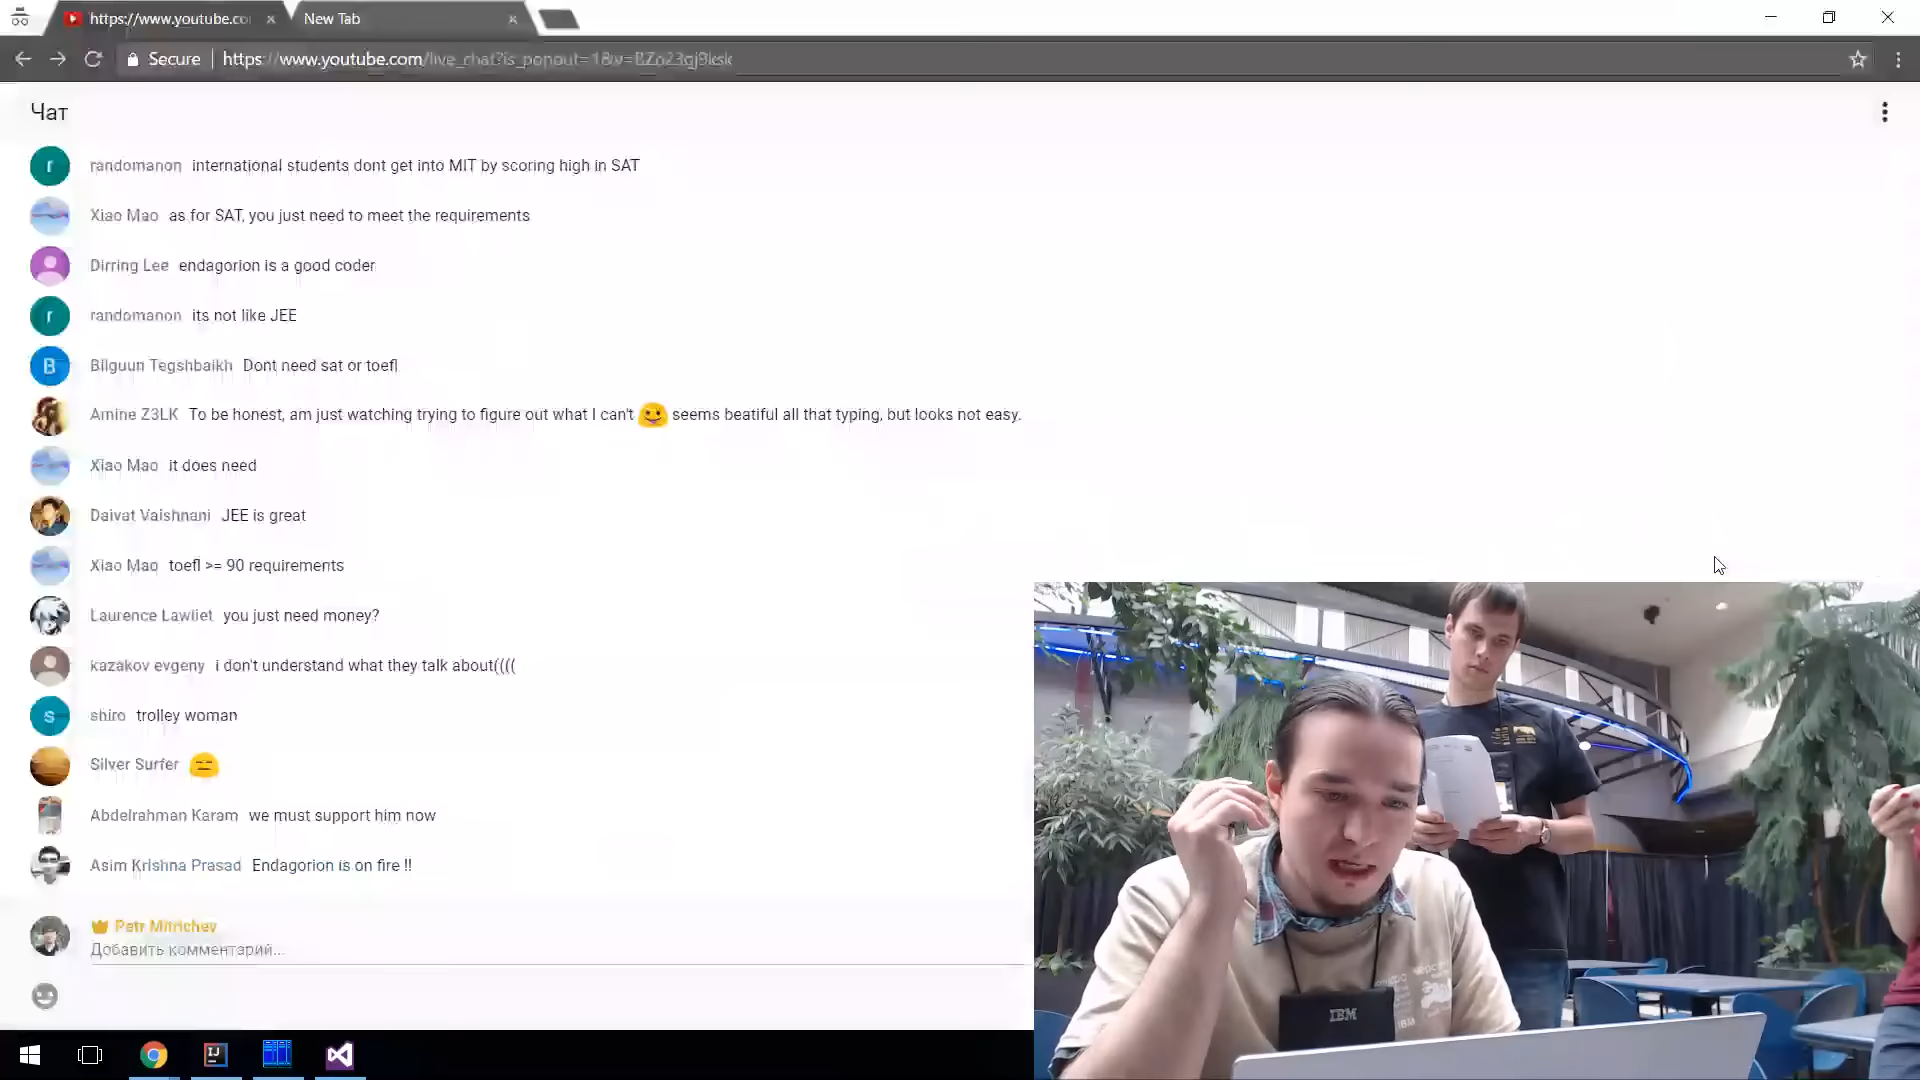 https://www.youtube.co
New Tab
Secure
https://www.youtube.com/live_chat?is_popout=1&v=
Чат
randomanon international students dont get into MIT by scoring high in SAT
Xiao Mao as for SAT, you just need to meet the requirements
Dirring Lee endagorion is a good coder
randomanon its not like JEE
Bilguun Tegshbaikh Dont need sat or toefl
Amine Z3LK To be honest, am just watching trying to figure out what I can't 😛 seems beatiful all that typing, but looks not easy.
Xiao Mao it does need
Daivat Vaishnani JEE is great
Xiao Mao toefl >= 90 requirements
Laurence Lawliet you just need money?
kazakov evgeny i don't understand what they talk about((((
shiro trolley woman
Silver Surfer 😑
Abdelrahman Karam we must support him now
Asim Krishna Prasad Endagorion is on fire !!
Petr Mitrichev
Добавить комментарий...
IBM
IBM